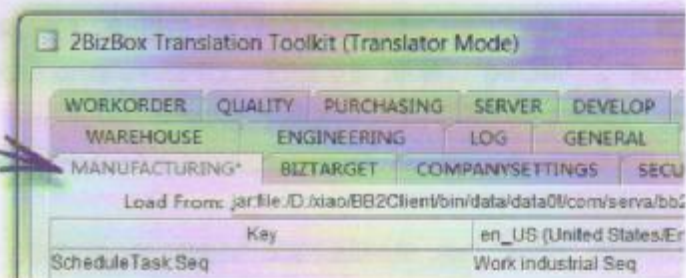 2BizBox Translation Toolkit (Translator Mode)
WORKORDER QUALITY PURCHASING SERVER DEVELOP
WAREHOUSE ENGINEERING LOG GENERAL
MANUFACTURING* BIZTARGET COMPANYSETTINGS SECU
Load From: jar:file:/D:/xiao/BB2Client/bin/data/data0f/com/serva/bb2
Key en_US (United States/En
ScheduleTask.Seq Work industrial Seq